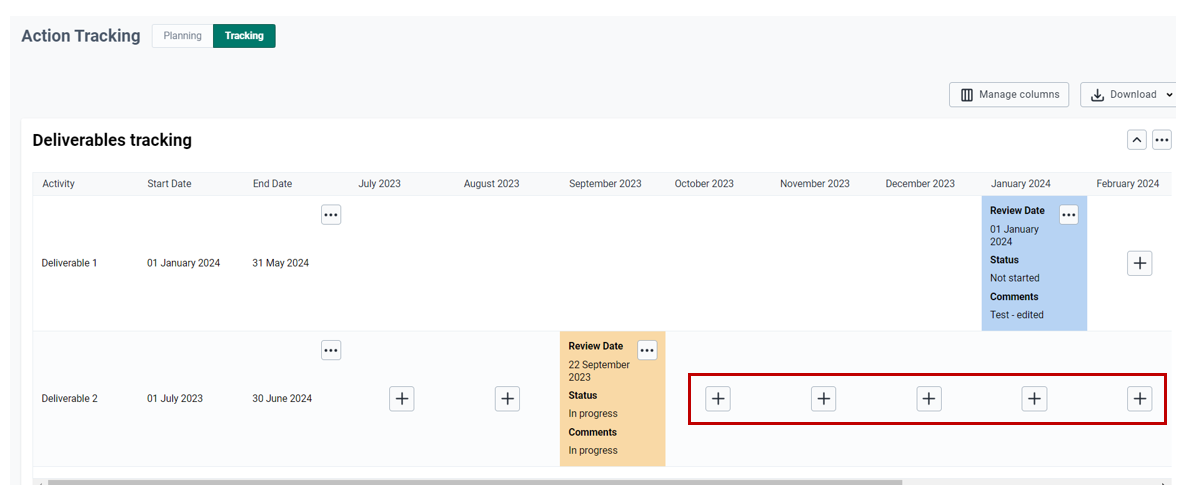 Action Tracking Planning Tracking
Manage columns Download
Deliverables tracking
Activity Start Date End Date July 2023 August 2023 September 2023 October 2023 November 2023 December 2023 January 2024 February 2024
Review Date
01 January
2024
Status
Deliverable 1 01 January 2024 31 May 2024
Not started
Comments
Test - edited
Review Date
22 September
2023
Status
Deliverable 2 01 July 2023 30 June 2024
In progress
Comments
In progress